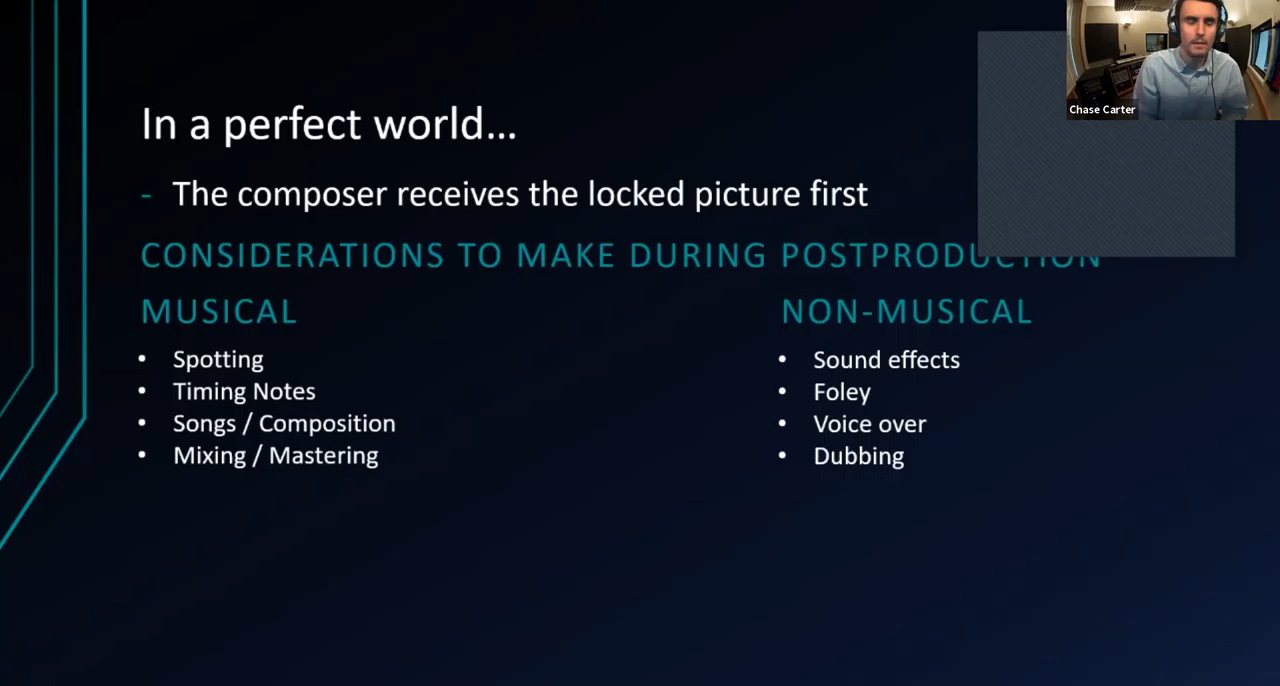 Chase Carter
In a perfect world...
- The composer receives the locked picture first
CONSIDERATIONS TO MAKE DURING POSTPRODUCTION
MUSICAL
• Spotting
• Timing Notes
• Songs / Composition
• Mixing / Mastering
NON-MUSICAL
• Sound effects
• Foley
• Voice over
• Dubbing